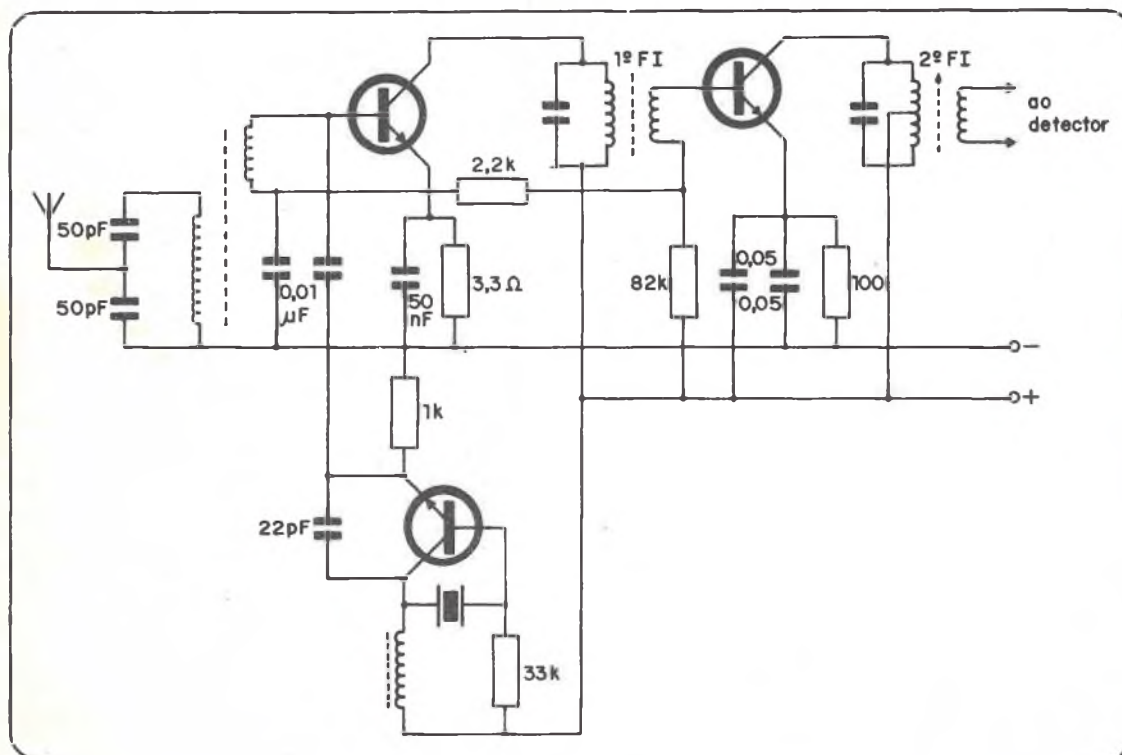 1º FI
2º FI
ao
detector
2,2k
50pF
50pF
0,01
µF
50
nF
3,3Ω
82k
0,05
0,05
100
-
+
1k
22pF
33k